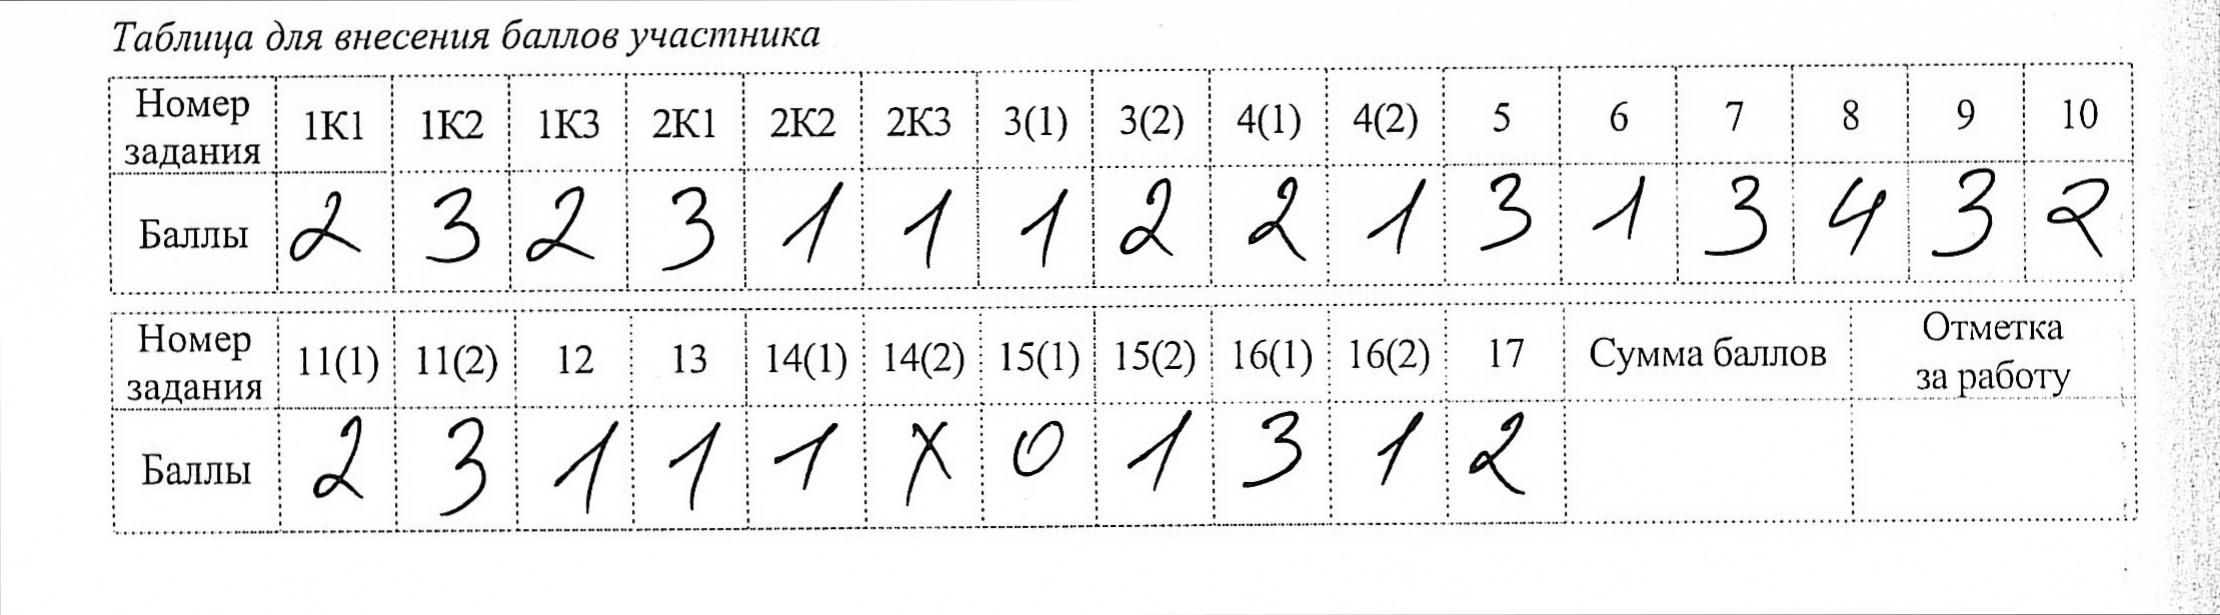 Таблица для внесения баллов участника
Номер задания 1К1 1К2 1К3 2К1 2К2 2К3 3(1) 3(2) 4(1) 4(2) 5 6 7 8 9 10
Баллы 2 3 2 3 1 1 1 2 2 1 3 1 3 4 3 2
Номер задания 11(1) 11(2) 12 13 14(1) 14(2) 15(1) 15(2) 16(1) 16(2) 17 Сумма баллов Отметка за работу
Баллы 2 3 1 1 1 X 0 1 3 1 2